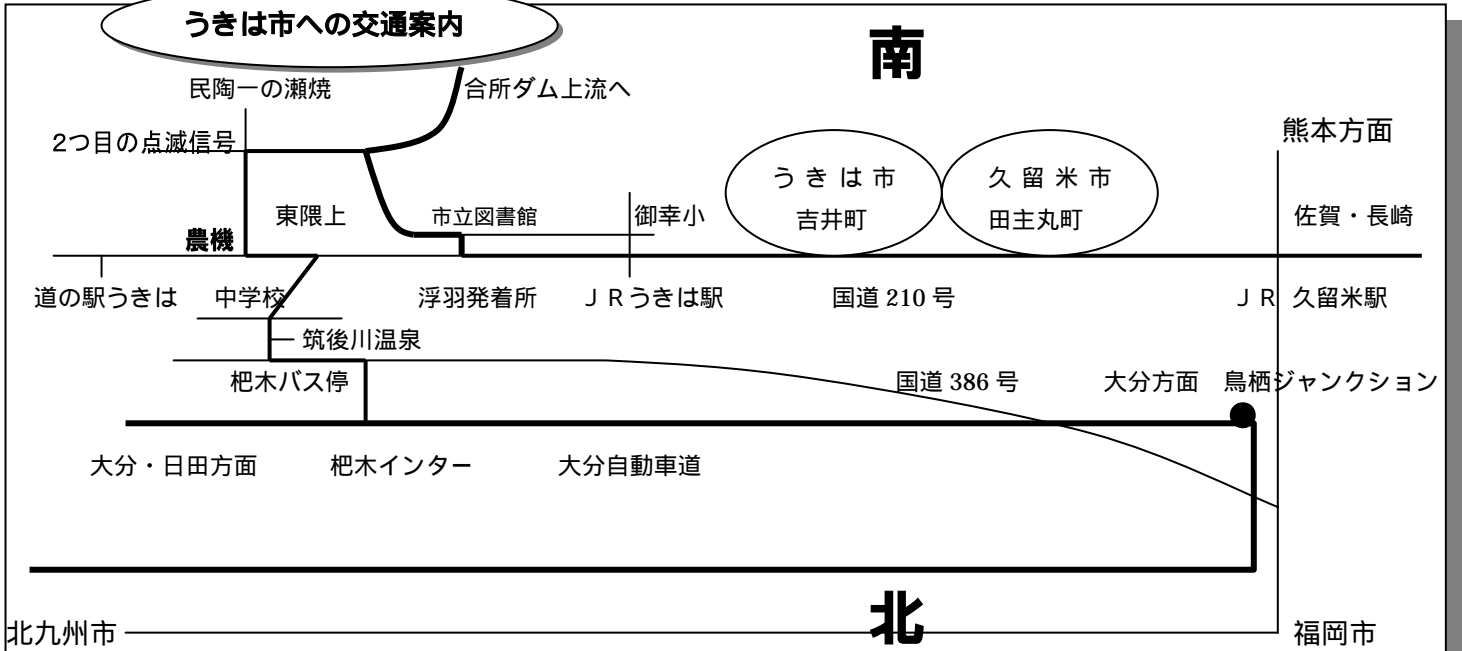 うきは市への交通案内
南
民陶一の瀬焼
合所ダム上流へ
2つ目の点滅信号
熊本方面
うきは市
吉井町
久留米市
田主丸町
東隈上
市立図書館
御幸小
佐賀・長崎
農機
道の駅うきは
中学校
浮羽発着所
ＪＲうきは駅
国道210号
ＪＲ 久留米駅
筑後川温泉
杷木バス停
国道386号
大分方面
鳥栖ジャンクション
大分・日田方面
杷木インター
大分自動車道
北
北九州市
福岡市